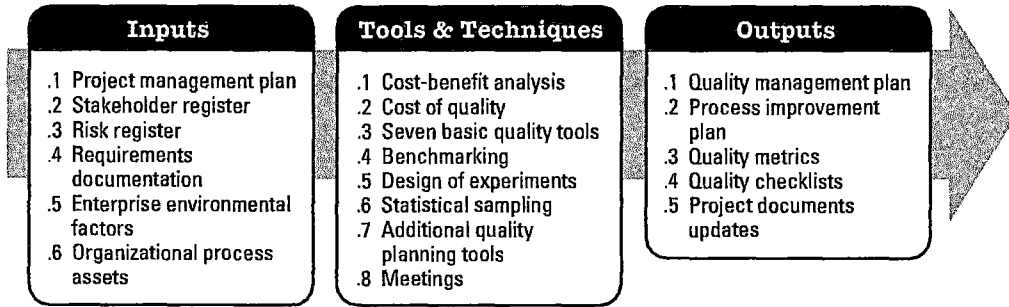 Inputs
.1 Project management plan
.2 Stakeholder register
.3 Risk register
.4 Requirements
documentation
.5 Enterprise environmental
factors
.6 Organizational process
assets
Tools & Techniques
.1 Cost-benefit analysis
.2 Cost of quality
.3 Seven basic quality tools
.4 Benchmarking
.5 Design of experiments
.6 Statistical sampling
.7 Additional quality
planning tools
.8 Meetings
Outputs
.1 Quality management plan
.2 Process improvement
plan
.3 Quality metrics
.4 Quality checklists
.5 Project documents
updates